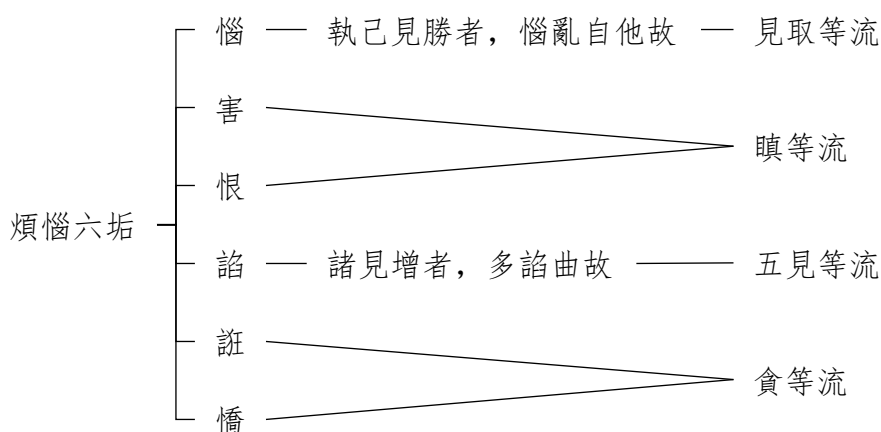 惱 執己見勝者，惱亂自他故 見取等流
害
瞋等流
恨
煩惱六垢
諂 諸見增者，多諂曲故 五見等流
誑
貪等流
憍